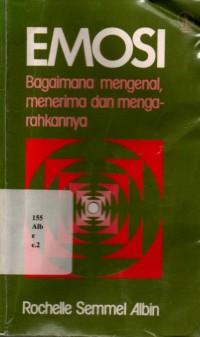 EMOSI
Bagaimana mengenal,
menerima dan menga-
rahkannya
155
Alb
e
c.2
Rochelle Semmel Albin